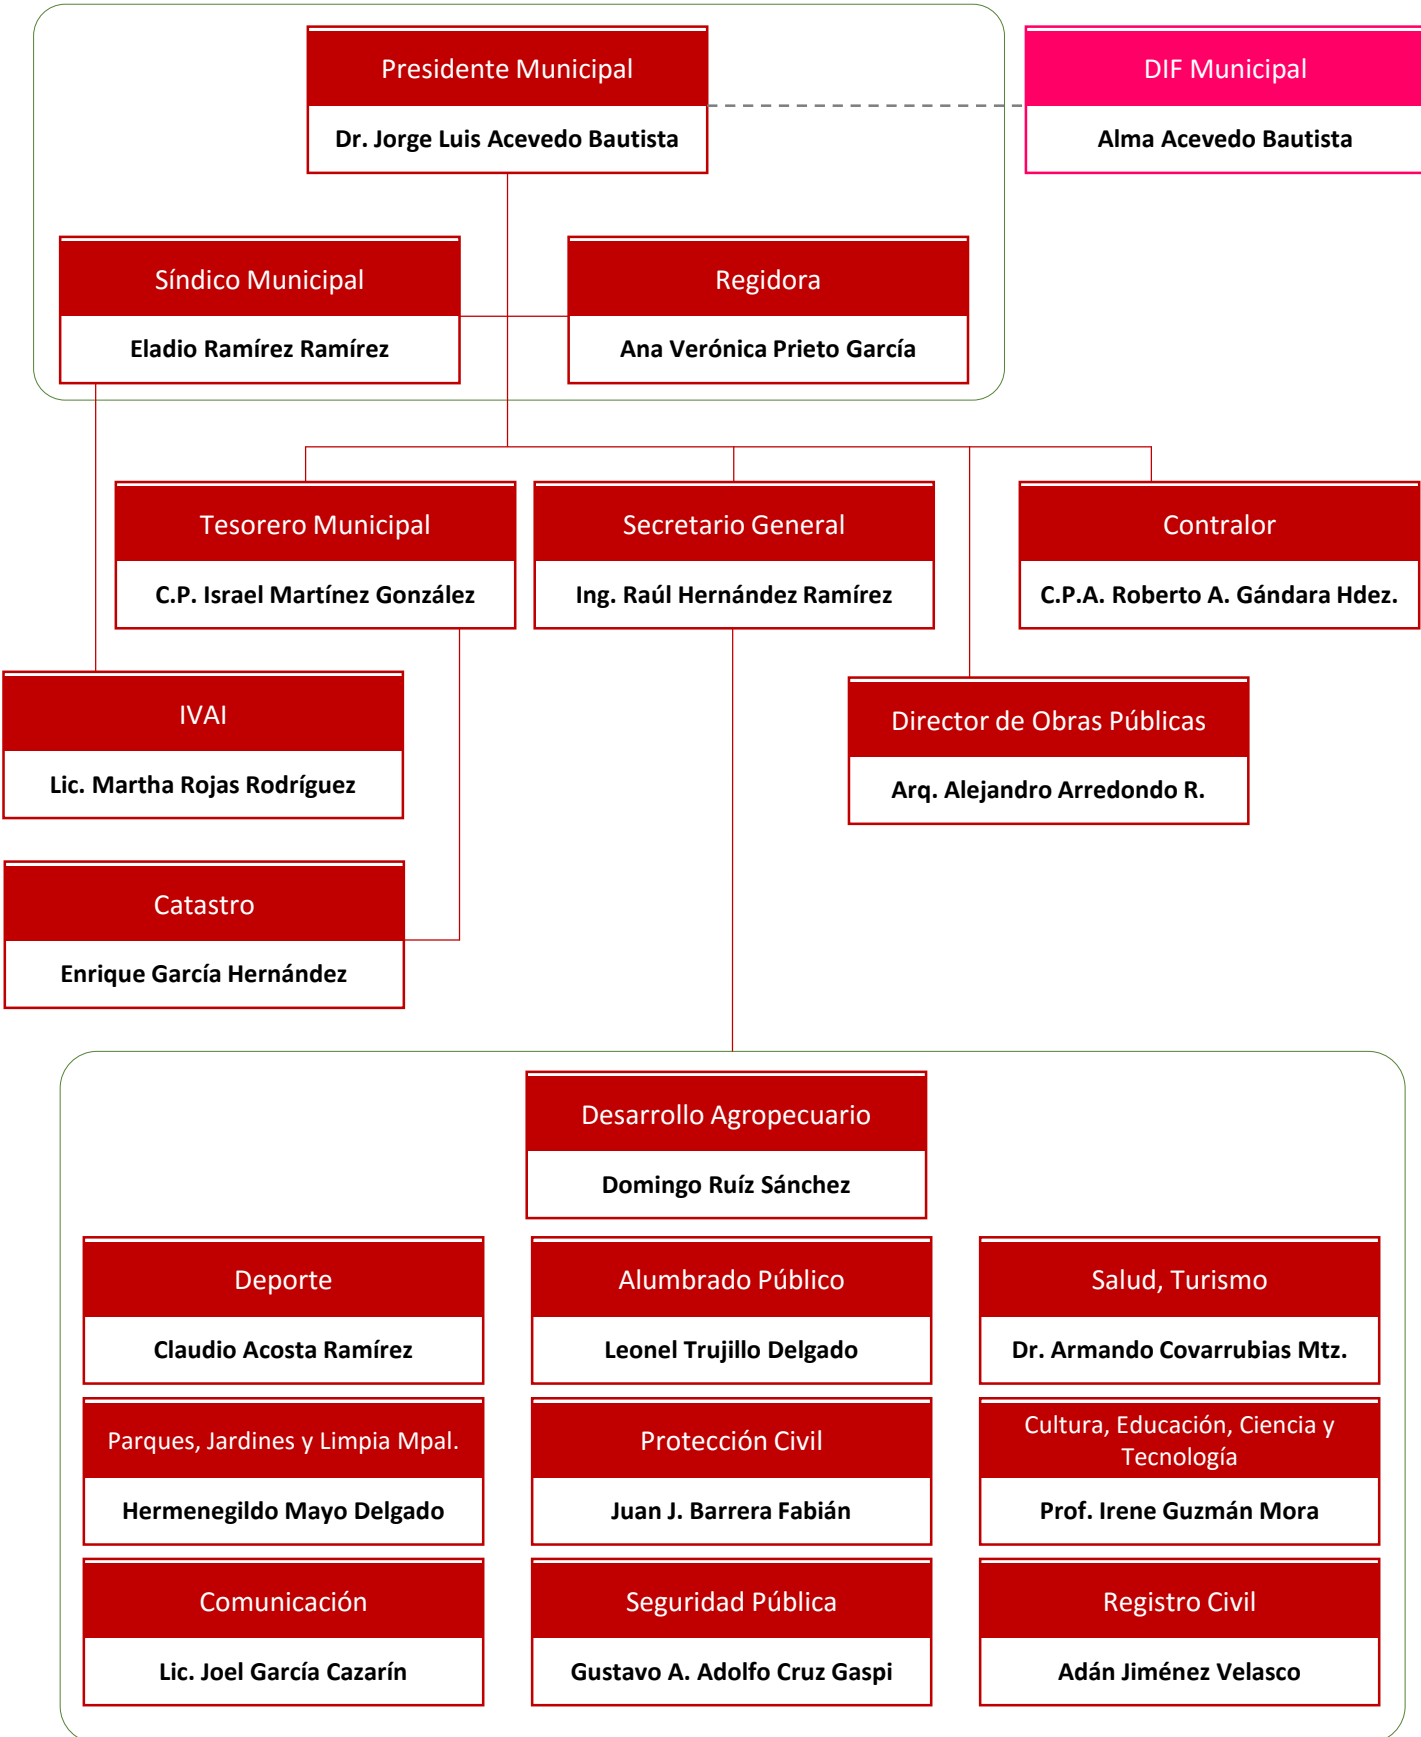 Presidente Municipal
Dr. Jorge Luis Acevedo Bautista
DIF Municipal
Alma Acevedo Bautista
Síndico Municipal
Eladio Ramírez Ramírez
Regidora
Ana Verónica Prieto García
Tesorero Municipal
C.P. Israel Martínez González
Secretario General
Ing. Raúl Hernández Ramírez
Contralor
C.P.A. Roberto A. Gándara Hdez.
IVAI
Lic. Martha Rojas Rodríguez
Director de Obras Públicas
Arq. Alejandro Arredondo R.
Catastro
Enrique García Hernández
Desarrollo Agropecuario
Domingo Ruíz Sánchez
Deporte
Claudio Acosta Ramírez
Alumbrado Público
Leonel Trujillo Delgado
Salud, Turismo
Dr. Armando Covarrubias Mtz.
Parques, Jardines y Limpia Mpal.
Hermenegildo Mayo Delgado
Protección Civil
Juan J. Barrera Fabián
Cultura, Educación, Ciencia y
Tecnología
Prof. Irene Guzmán Mora
Comunicación
Lic. Joel García Cazarín
Seguridad Pública
Gustavo A. Adolfo Cruz Gaspi
Registro Civil
Adán Jiménez Velasco